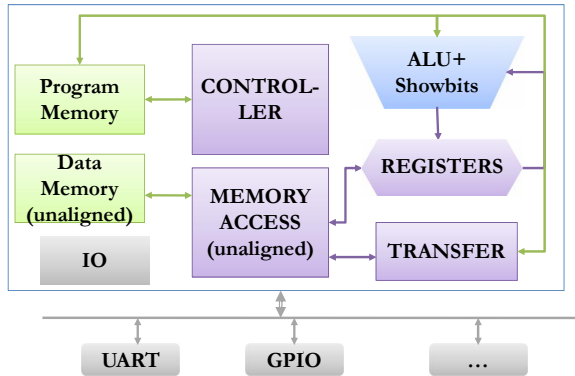 Program
Memory
CONTROL-
LER
ALU+
Showbits
Data
Memory
(unaligned)
MEMORY
ACCESS
(unaligned)
REGISTERS
IO
TRANSFER
UART
GPIO
...